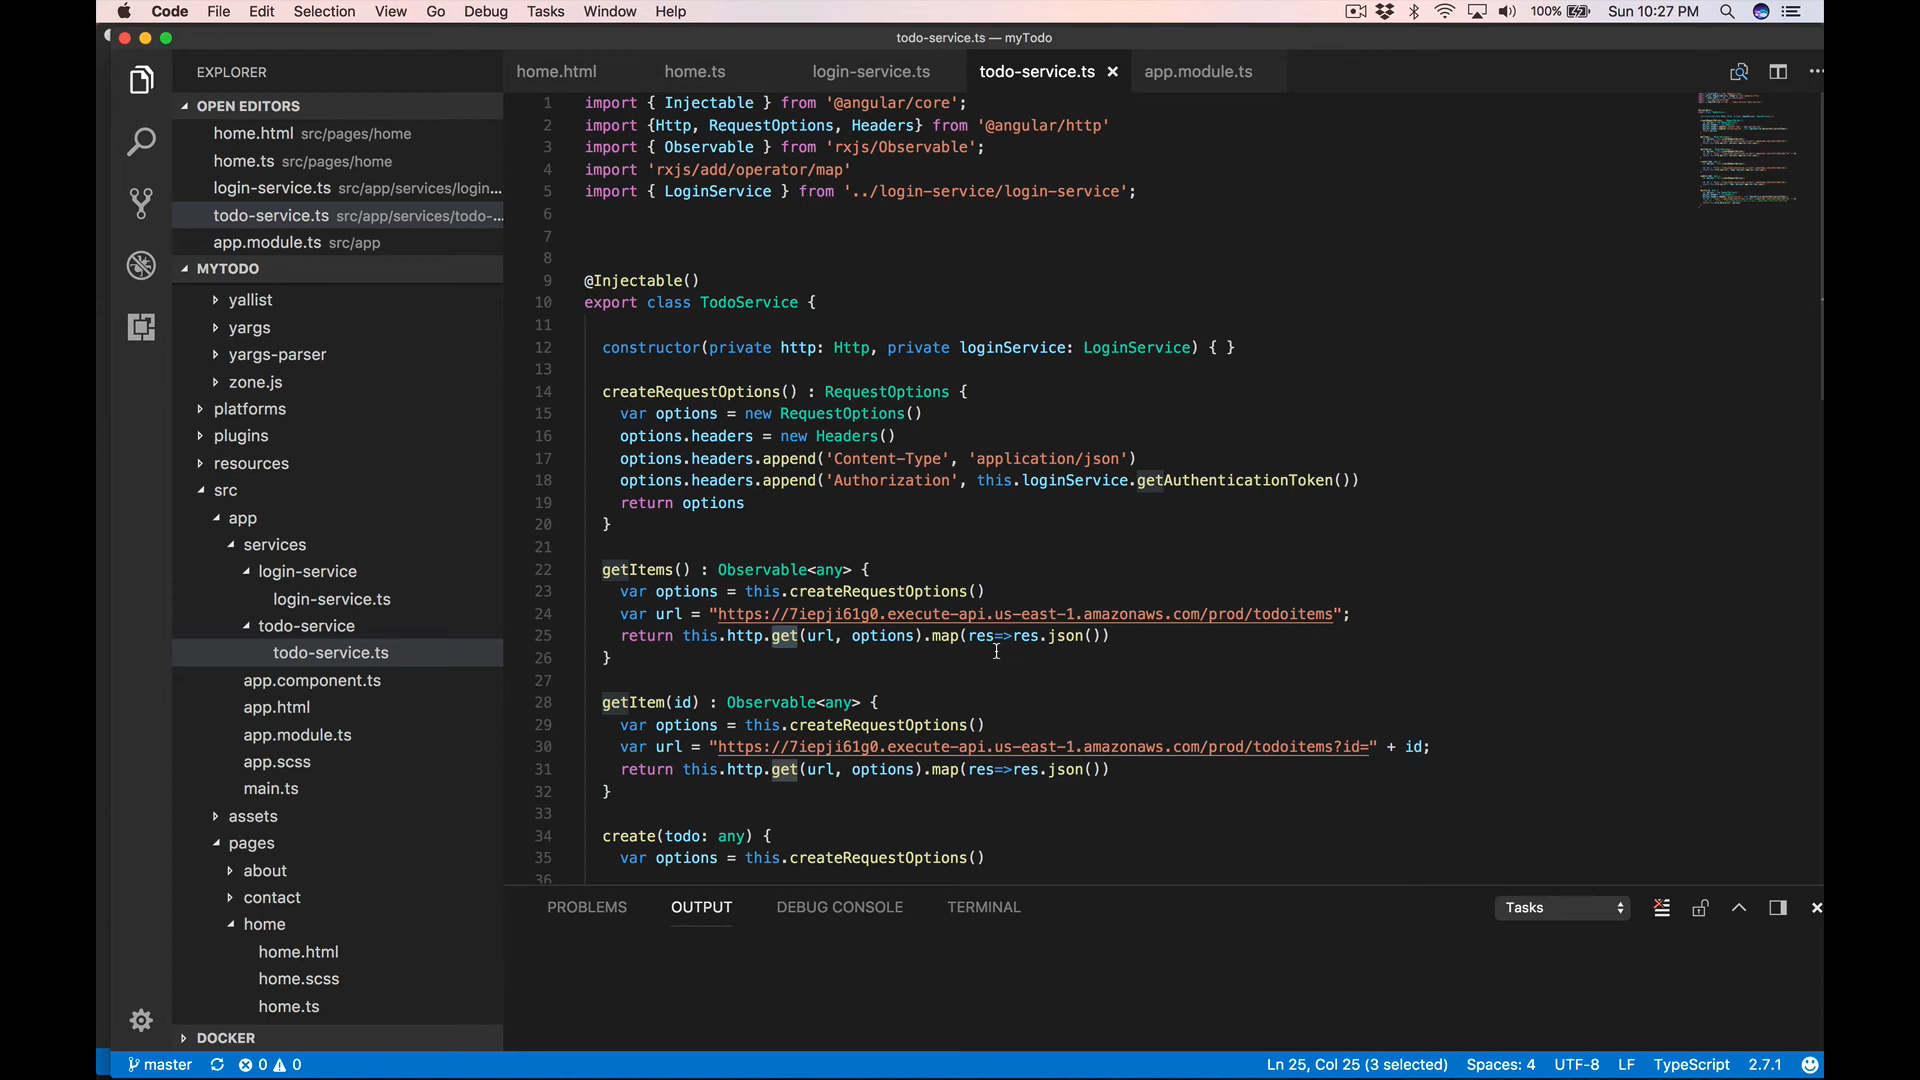 Code File Edit Selection View Go Debug Tasks Window Help 100% Sun 10:27 PM
todo-service.ts — myTodo
EXPLORER
OPEN EDITORS
home.html src/pages/home
home.ts src/pages/home
login-service.ts src/app/services/login...
todo-service.ts src/app/services/todo-...
app.module.ts src/app
MYTODO
yallist
yargs
yargs-parser
zone.js
platforms
plugins
resources
src
app
services
login-service
login-service.ts
todo-service
todo-service.ts
app.component.ts
app.html
app.module.ts
app.scss
main.ts
assets
pages
about
contact
home
home.html
home.scss
home.ts
DOCKER
home.html home.ts login-service.ts todo-service.ts app.module.ts
1 import { Injectable } from '@angular/core';
2 import {Http, RequestOptions, Headers} from '@angular/http'
3 import { Observable } from 'rxjs/Observable';
4 import 'rxjs/add/operator/map'
5 import { LoginService } from '../login-service/login-service';
6
7
8
9 @Injectable()
10 export class TodoService {
11
12 constructor(private http: Http, private loginService: LoginService) { }
13
14 createRequestOptions() : RequestOptions {
15 var options = new RequestOptions()
16 options.headers = new Headers()
17 options.headers.append('Content-Type', 'application/json')
18 options.headers.append('Authorization', this.loginService.getAuthenticationToken())
19 return options
20 }
21
22 getItems() : Observable<any> {
23 var options = this.createRequestOptions()
24 var url = "https://7iepji61g0.execute-api.us-east-1.amazonaws.com/prod/todoitems";
25 return this.http.get(url, options).map(res=>res.json())
26 }
27
28 getItem(id) : Observable<any> {
29 var options = this.createRequestOptions()
30 var url = "https://7iepji61g0.execute-api.us-east-1.amazonaws.com/prod/todoitems?id=" + id;
31 return this.http.get(url, options).map(res=>res.json())
32 }
33
34 create(todo: any) {
35 var options = this.createRequestOptions()
36
PROBLEMS OUTPUT DEBUG CONSOLE TERMINAL Tasks
master 0 0 Ln 25, Col 25 (3 selected) Spaces: 4 UTF-8 LF TypeScript 2.7.1